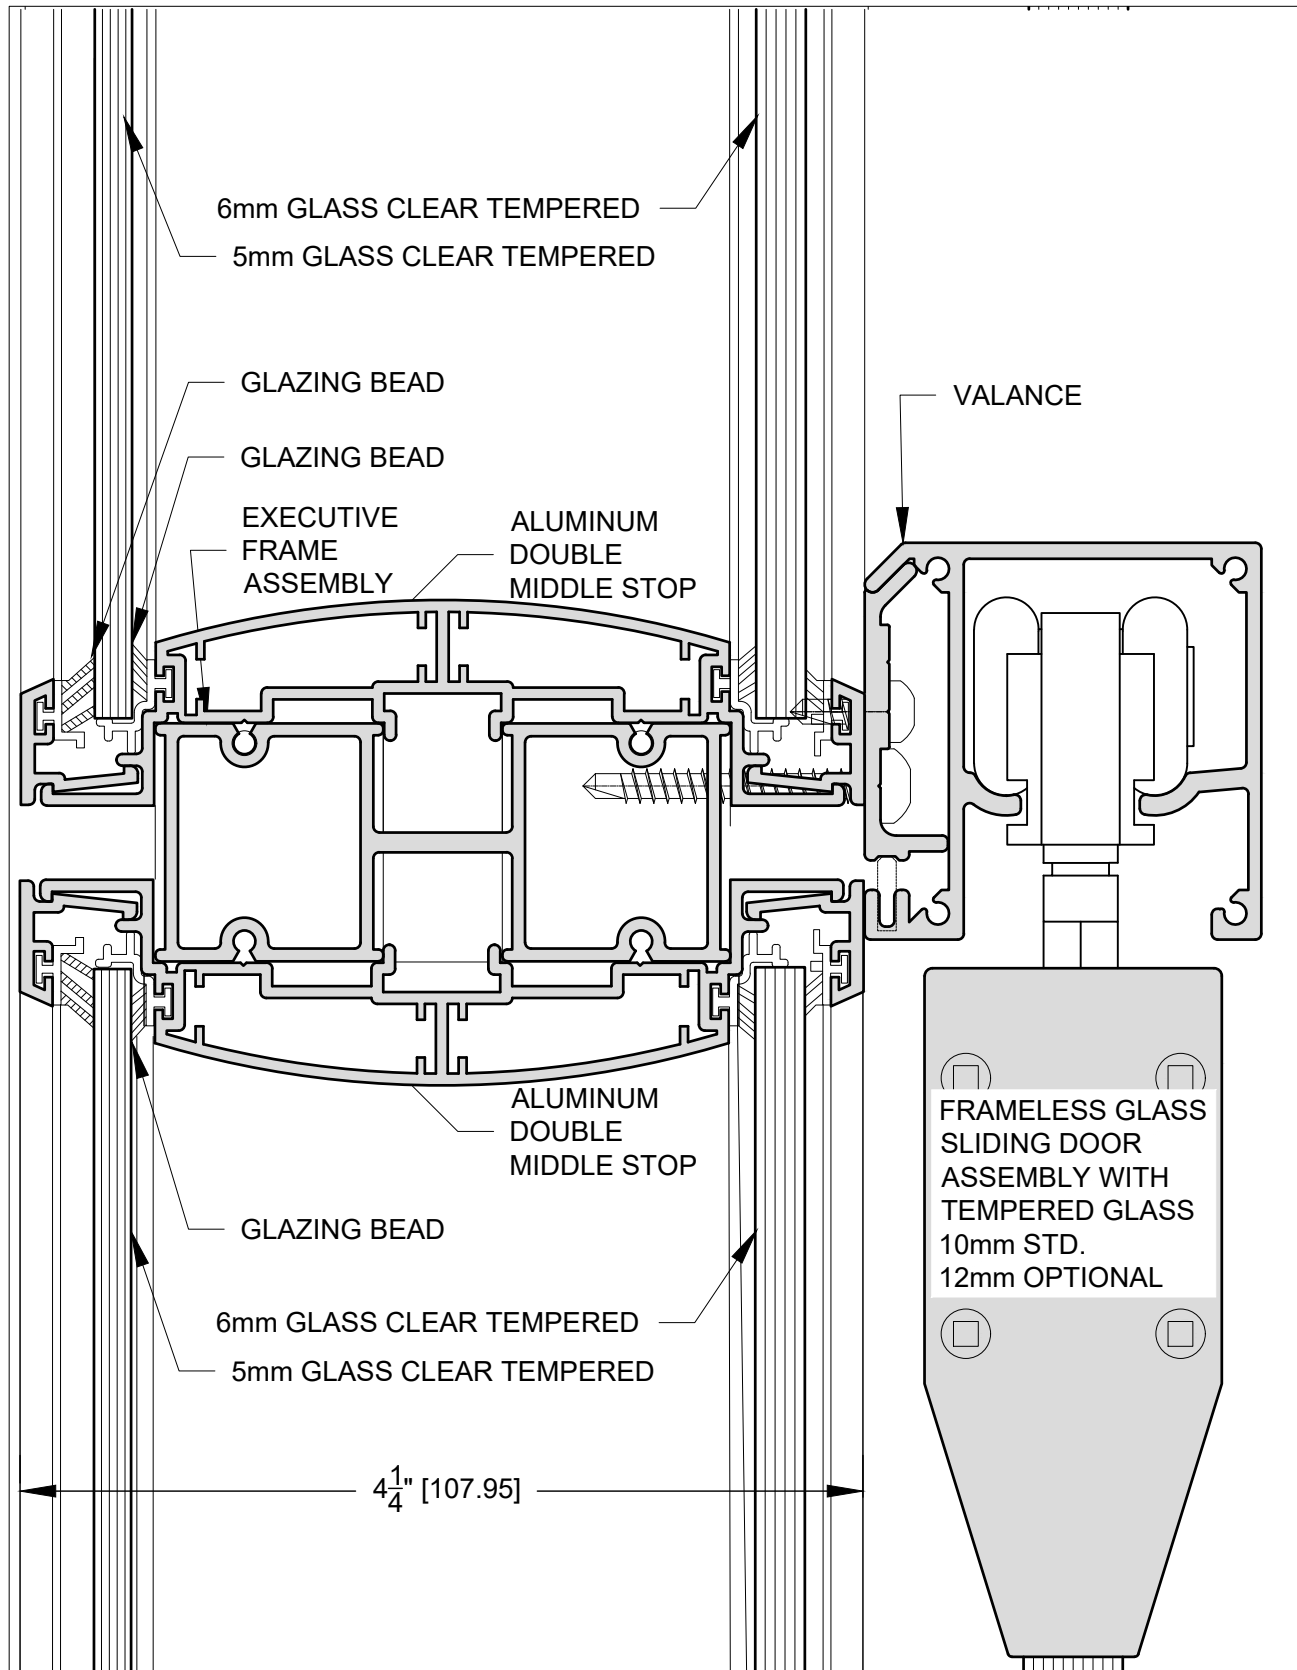 6mm GLASS CLEAR TEMPERED
5mm GLASS CLEAR TEMPERED
GLAZING BEAD
VALANCE
GLAZING BEAD
EXECUTIVE
FRAME
ASSEMBLY
ALUMINUM
DOUBLE
MIDDLE STOP
ALUMINUM
DOUBLE
MIDDLE STOP
FRAMELESS GLASS
SLIDING DOOR
ASSEMBLY WITH
TEMPERED GLASS
10mm STD.
12mm OPTIONAL
GLAZING BEAD
6mm GLASS CLEAR TEMPERED
5mm GLASS CLEAR TEMPERED
4 1/4" [107.95]